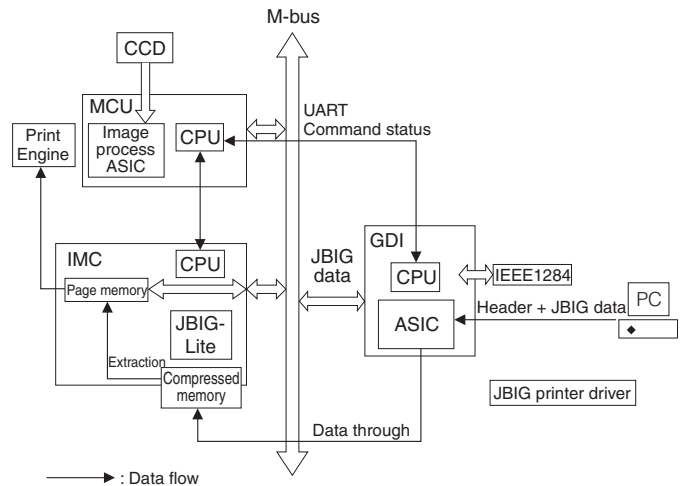 M-bus
CCD
MCU
Image
process
ASIC
CPU
UART
Command status
Print
Engine
IMC
CPU
Page memory
JBIG-
Lite
Extraction
Compressed
memory
JBIG
data
GDI
CPU
IEEE1284
ASIC
Header + JBIG data
PC
JBIG printer driver
Data through
: Data flow